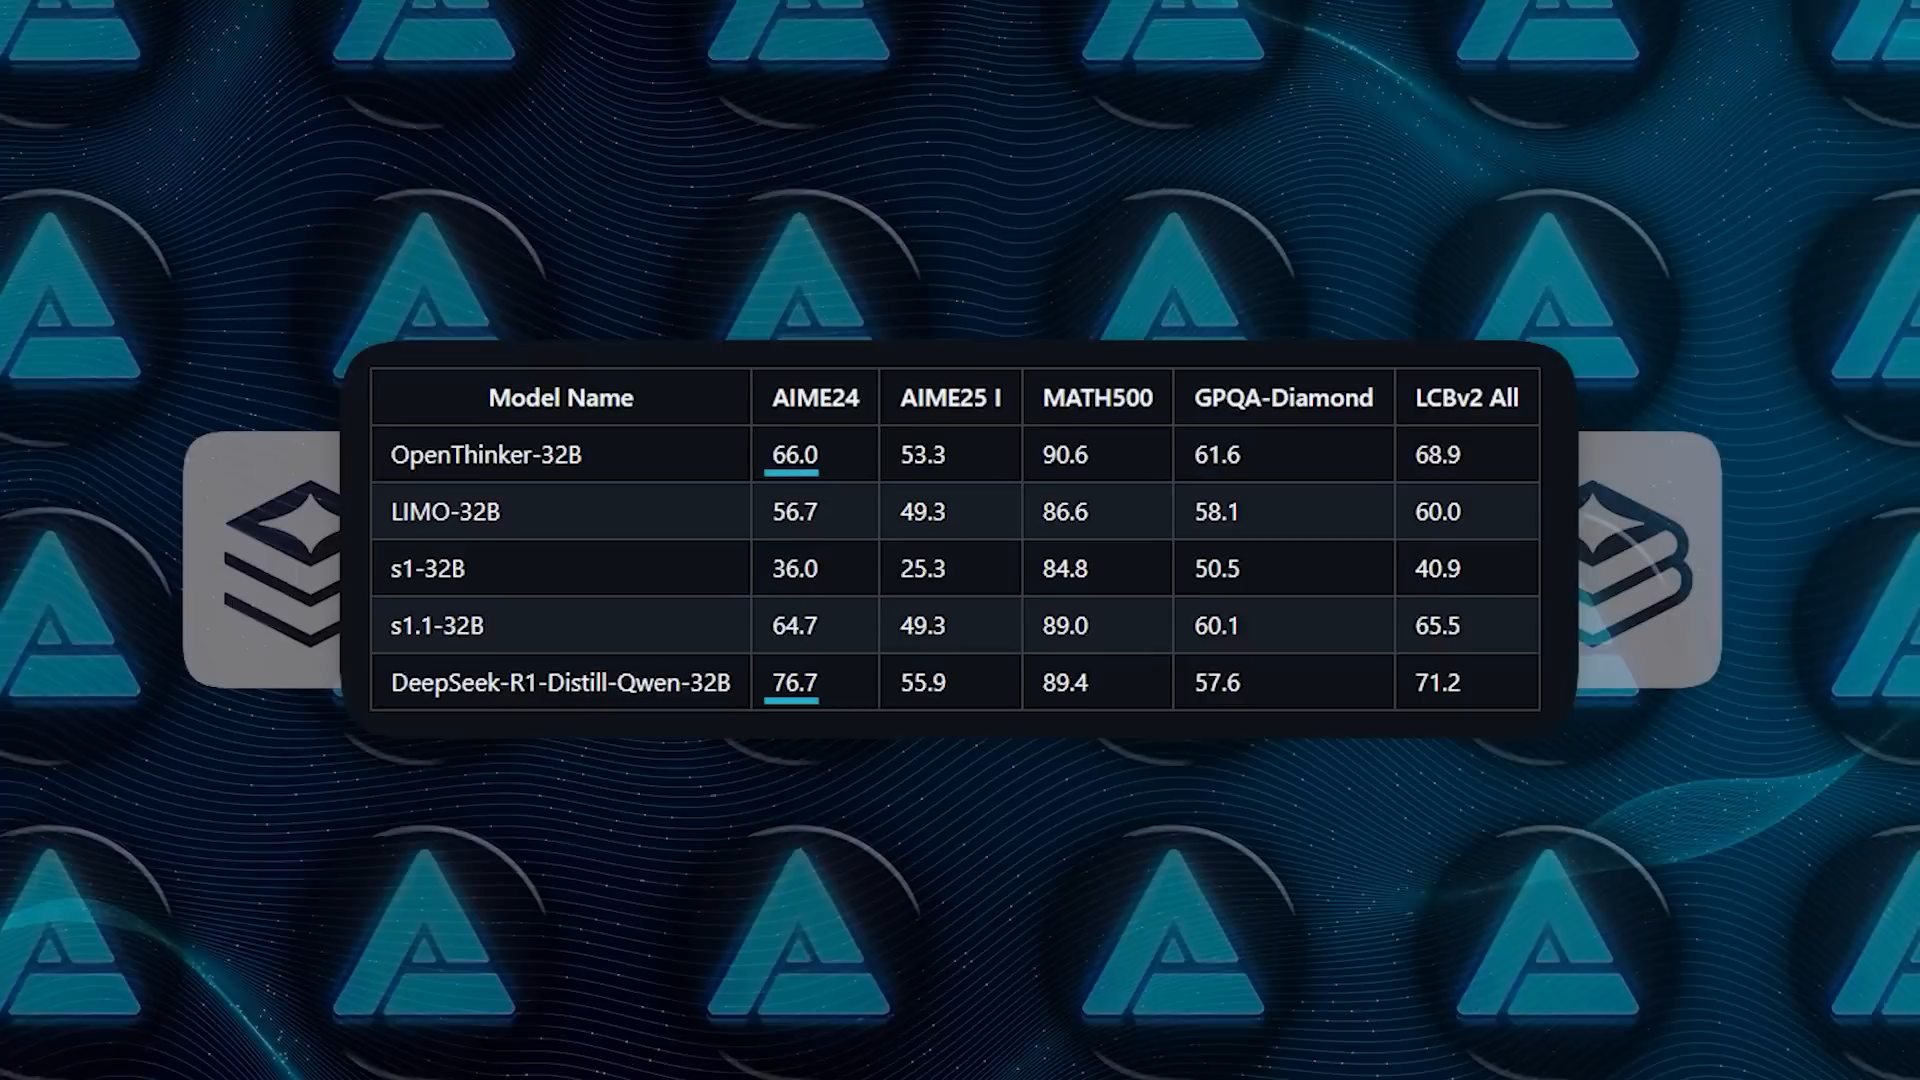 Model Name AIME24 AIME25 I MATH500 GPQA-Diamond LCBv2 All
OpenThinker-32B 66.0 53.3 90.6 61.6 68.9
LIMO-32B 56.7 49.3 86.6 58.1 60.0
s1-32B 36.0 25.3 84.8 50.5 40.9
s1.1-32B 64.7 49.3 89.0 60.1 65.5
DeepSeek-R1-Distill-Qwen-32B 76.7 55.9 89.4 57.6 71.2